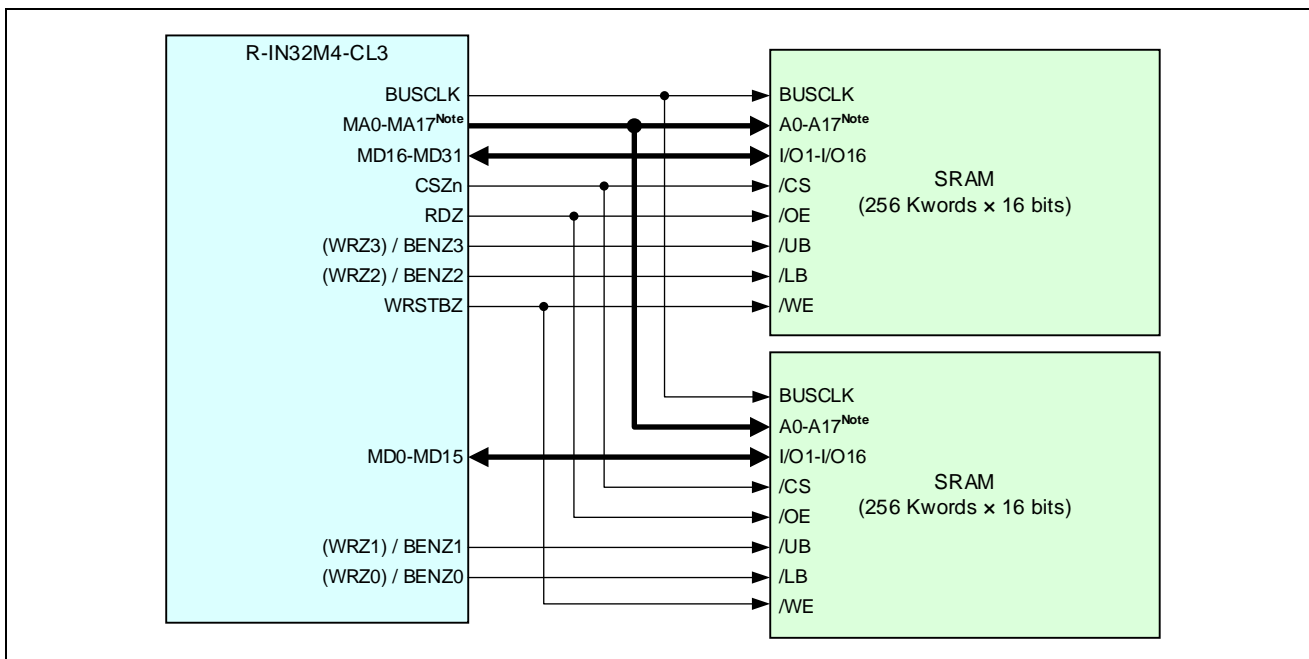 R-IN32M4-CL3
BUSCLK
MA0-MA17Note
MD16-MD31
CSZn
RDZ
(WRZ3) / BENZ3
(WRZ2) / BENZ2
WRSTBZ
MD0-MD15
(WRZ1) / BENZ1
(WRZ0) / BENZ0
BUSCLK
A0-A17Note
I/O1-I/O16
/CS
/OE
/UB
/LB
/WE
SRAM
(256 Kwords × 16 bits)
BUSCLK
A0-A17Note
I/O1-I/O16
/CS
/OE
/UB
/LB
/WE
SRAM
(256 Kwords × 16 bits)